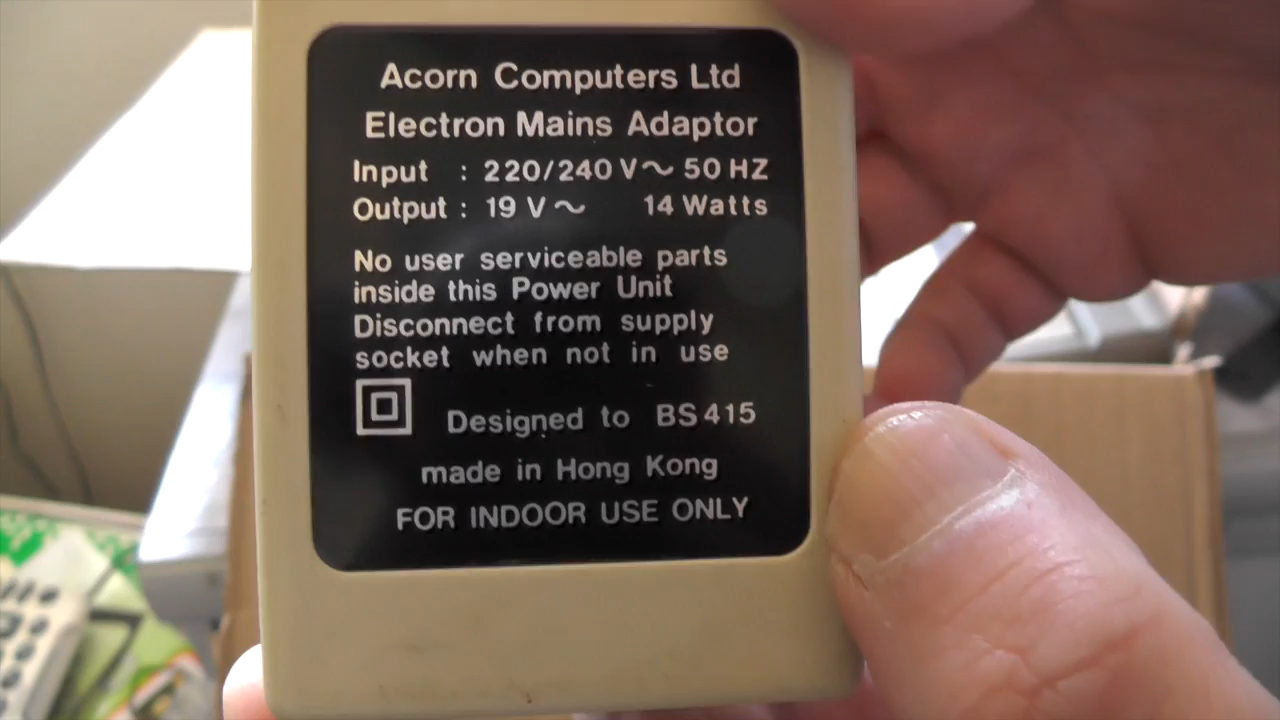 Acorn Computers Ltd
Electron Mains Adaptor
Input : 220/240 V~ 50 HZ
Output : 19 V~ 14 Watts
No user serviceable parts
inside this Power Unit
Disconnect from supply
socket when not in use
Designed to BS 415
made in Hong Kong
FOR INDOOR USE ONLY